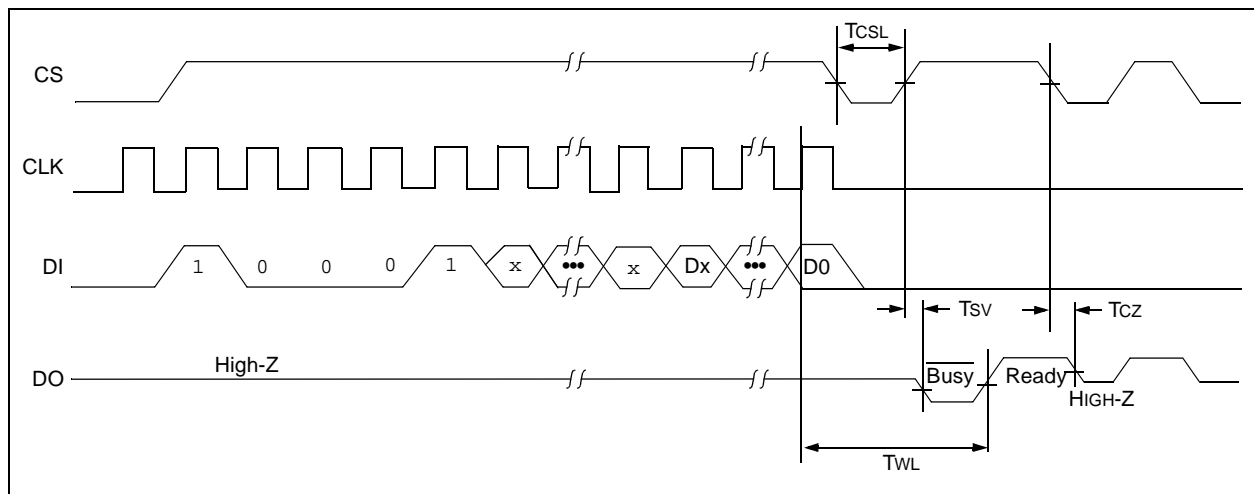 TCSL
CS
CLK
DI 1 0 0 0 1 x ••• x Dx ••• D0
TSV TCZ
High-Z
DO Busy Ready
HIGH-Z
TWL